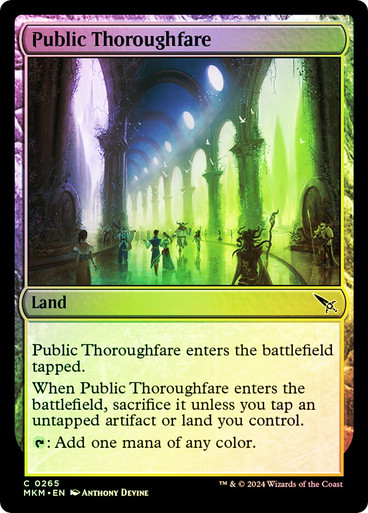 Public Thoroughfare
Land
Public Thoroughfare enters the battlefield
tapped.
When Public Thoroughfare enters the
battlefield, sacrifice it unless you tap an
untapped artifact or land you control.
: Add one mana of any color.
C 0265
MKM • EN Anthony Devine
™ & © 2024 Wizards of the Coast